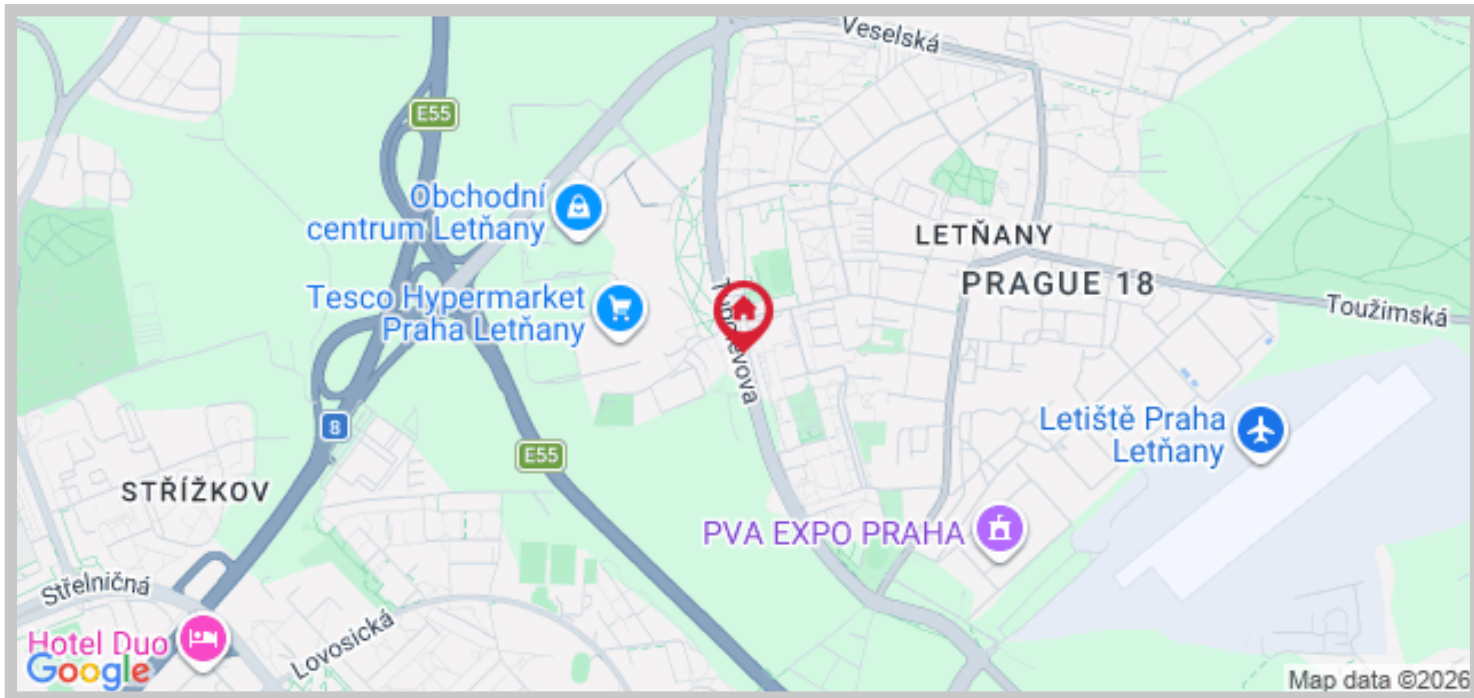 Veselská
E55
Obchodní
centrum Letňany
LETŇANY
PRAGUE 18
Tesco Hypermarket
Praha Letňany
Toužimská
8
Letiště Praha
Letňany
E55
STŘÍŽKOV
PVA EXPO PRAHA
Střelničná
Hotel Duo
Lovosická
Google
Map data ©2026